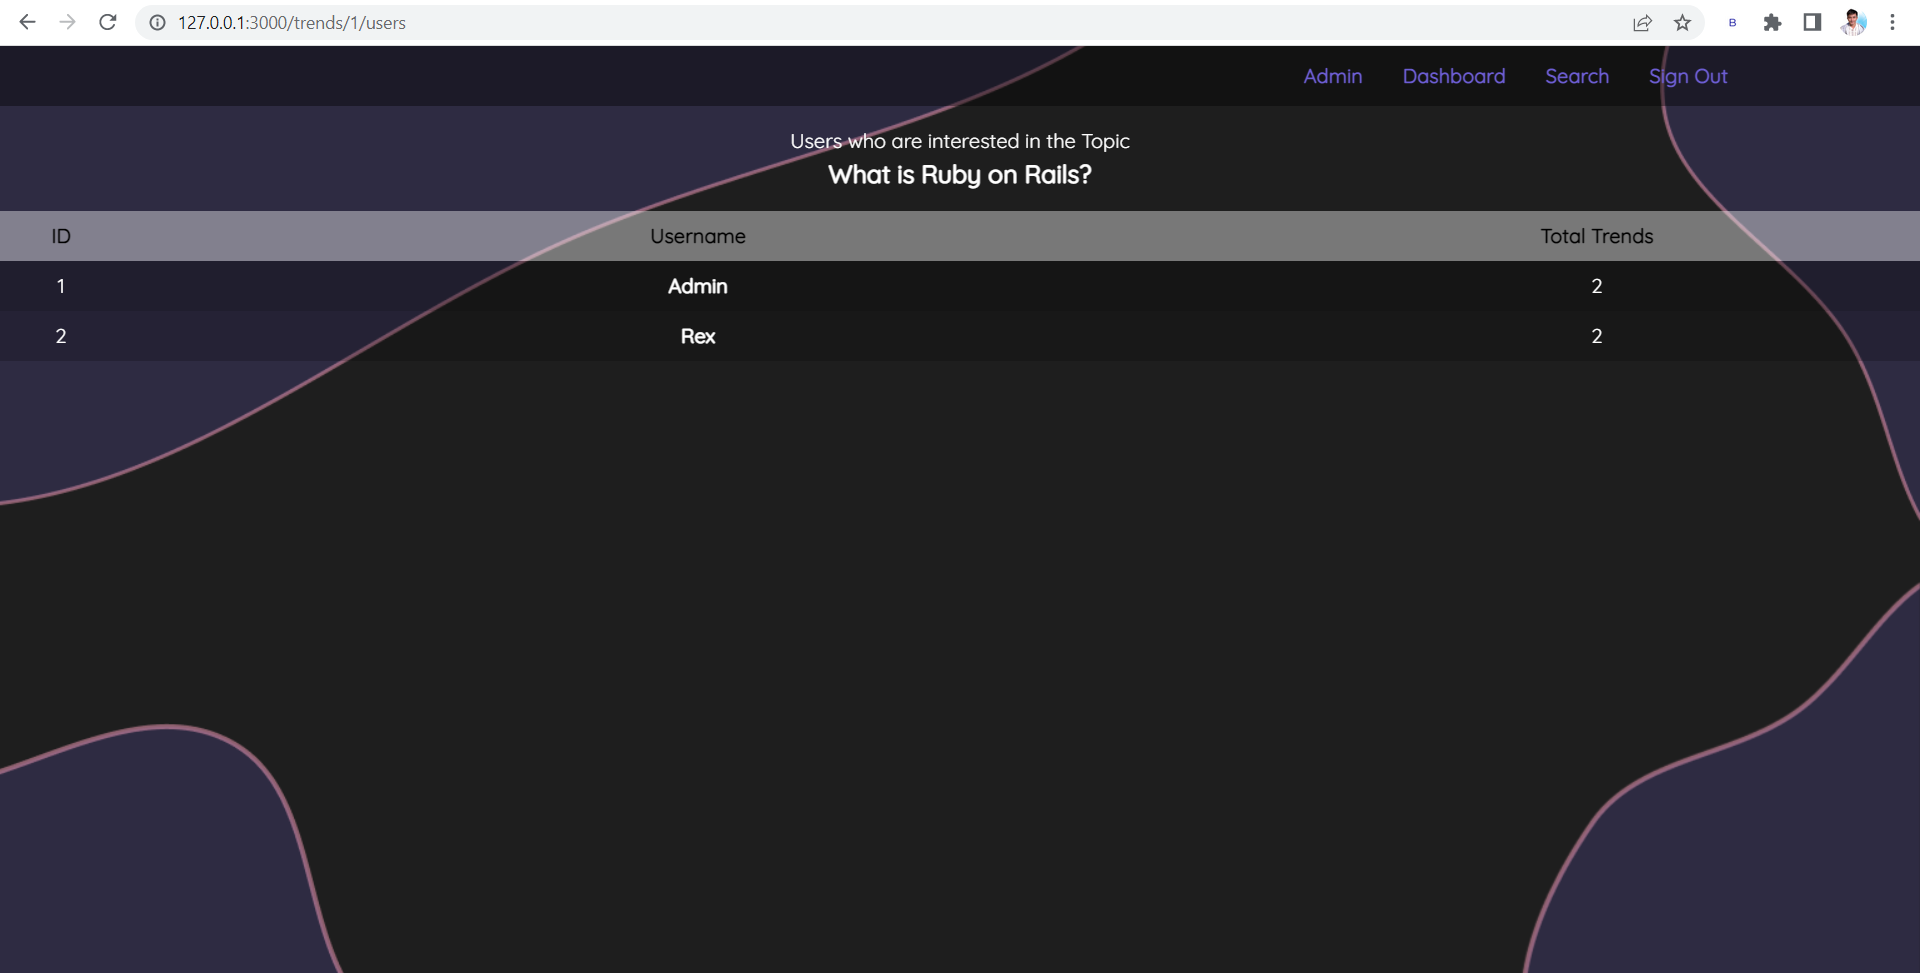 127.0.0.1:3000/trends/1/users
B
Admin Dashboard Search Sign Out
Users who are interested in the Topic
What is Ruby on Rails?
ID Username Total Trends
1 Admin 2
2 Rex 2